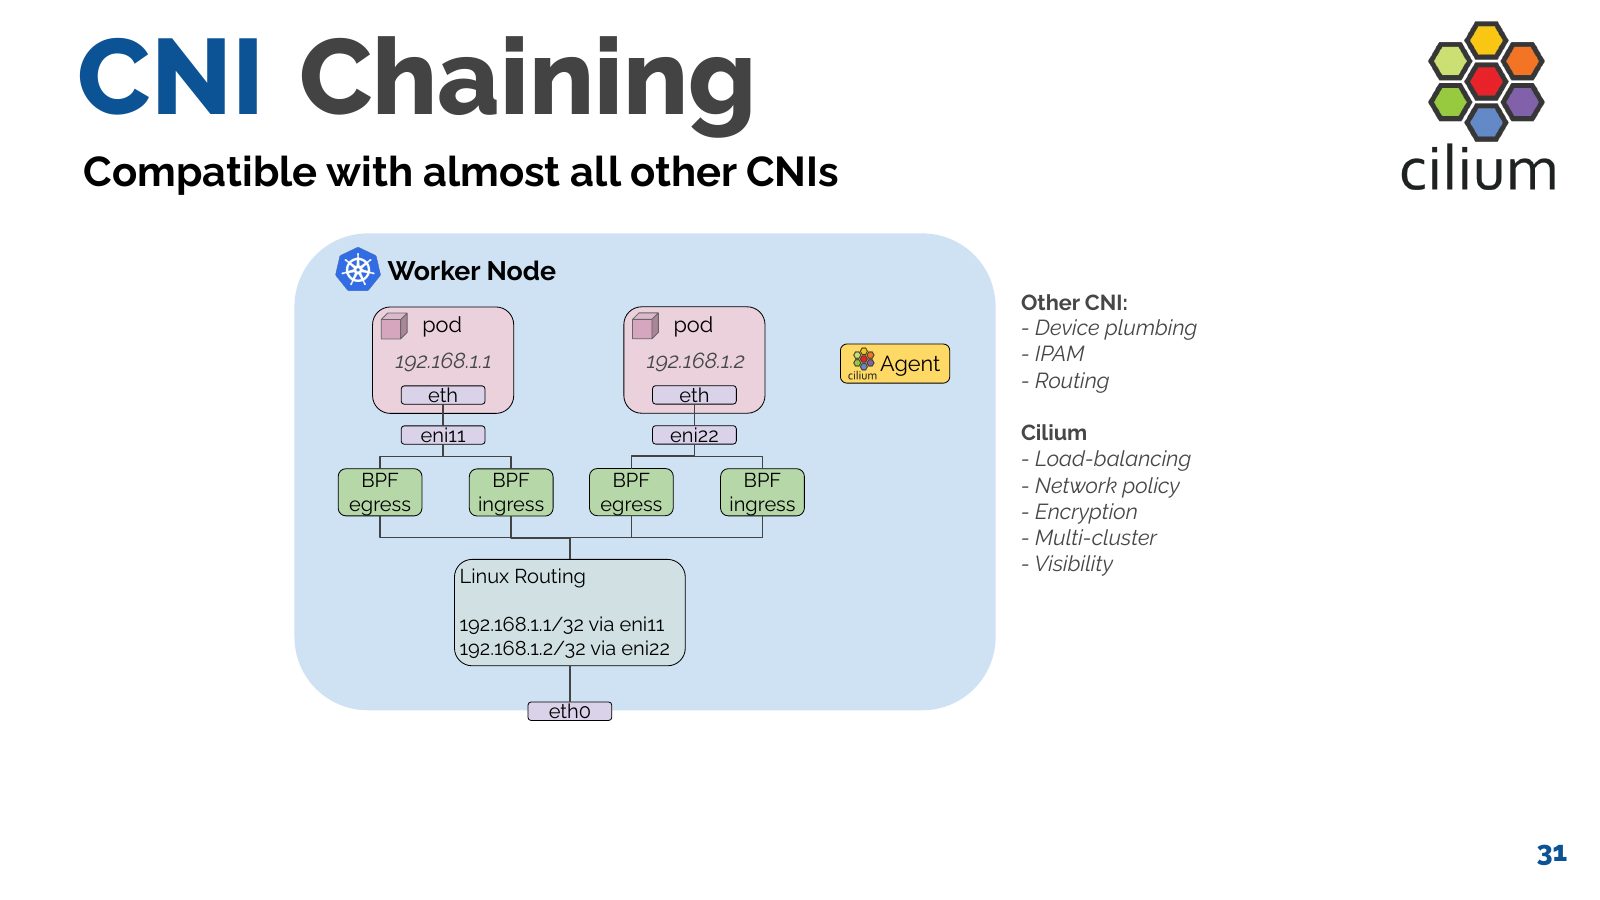 CNI Chaining
Compatible with almost all other CNIs
cilium
Worker Node
pod
192.168.1.1
eth
eni11
pod
192.168.1.2
eth
eni22
cilium
Agent
BPF
egress
BPF
ingress
BPF
egress
BPF
ingress
Linux Routing
192.168.1.1/32 via eni11
192.168.1.2/32 via eni22
eth0
Other CNI:
- Device plumbing
- IPAM
- Routing
Cilium
- Load-balancing
- Network policy
- Encryption
- Multi-cluster
- Visibility
31